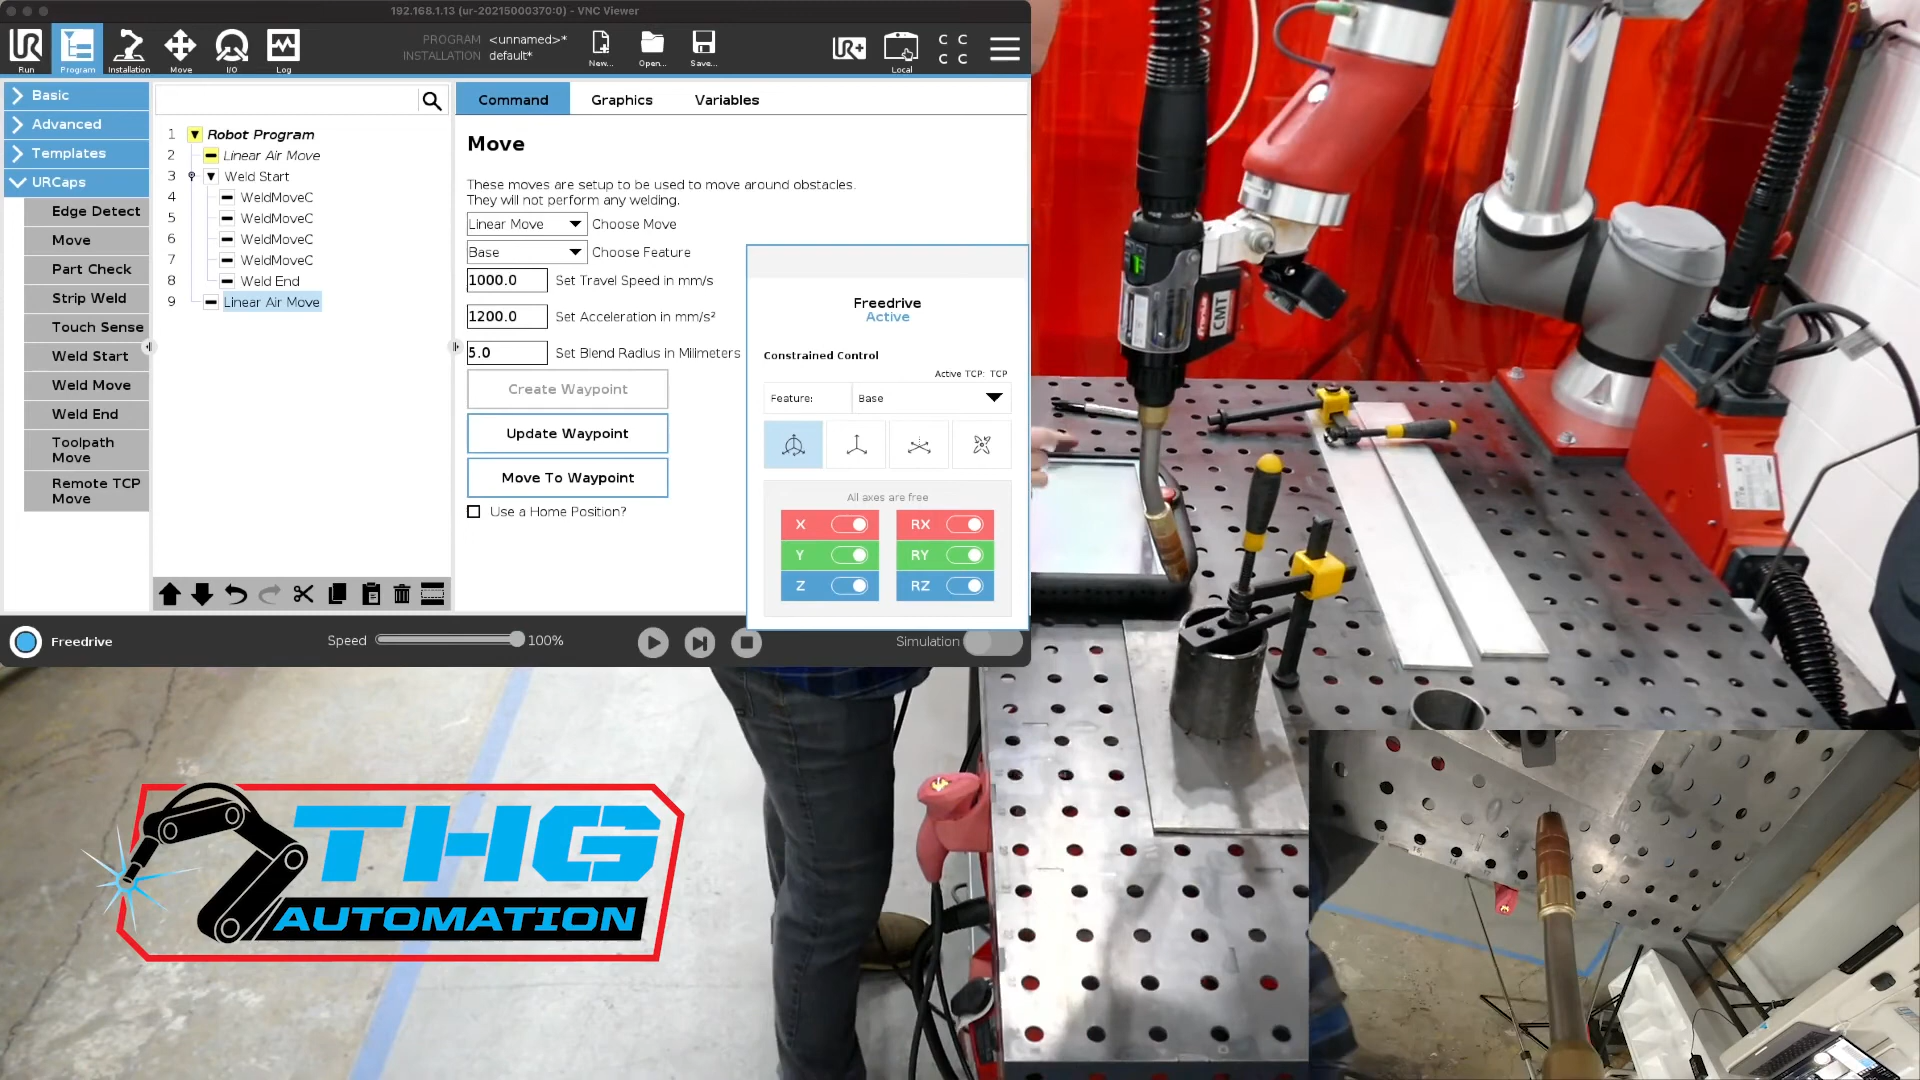 192.168.1.13 (ur-20215000370:0) - VNC Viewer
Run
Program
Installation
Move
I/O
Log
PROGRAM <unnamed>*
INSTALLATION default*
New...
Open...
Save...
UR+
Local
C C
C C
Basic
Advanced
Templates
URCaps
Edge Detect
Move
Part Check
Strip Weld
Touch Sense
Weld Start
Weld Move
Weld End
Toolpath
Move
Remote TCP
Move
1 Robot Program
2 Linear Air Move
3 Weld Start
4 WeldMoveC
5 WeldMoveC
6 WeldMoveC
7 WeldMoveC
8 Weld End
9 Linear Air Move
Command Graphics Variables
Move
These moves are setup to be used to move around obstacles.
They will not perform any welding.
Linear Move Choose Move
Base Choose Feature
1000.0 Set Travel Speed in mm/s
1200.0 Set Acceleration in mm/s²
5.0 Set Blend Radius in Milimeters
Create Waypoint
Update Waypoint
Move To Waypoint
Use a Home Position?
Freedrive
Active
Constrained Control
Active TCP: TCP
Feature: Base
All axes are free
X RX
Y RY
Z RZ
Freedrive
Speed 100%
Simulation
Fronius
CMT
THG
AUTOMATION